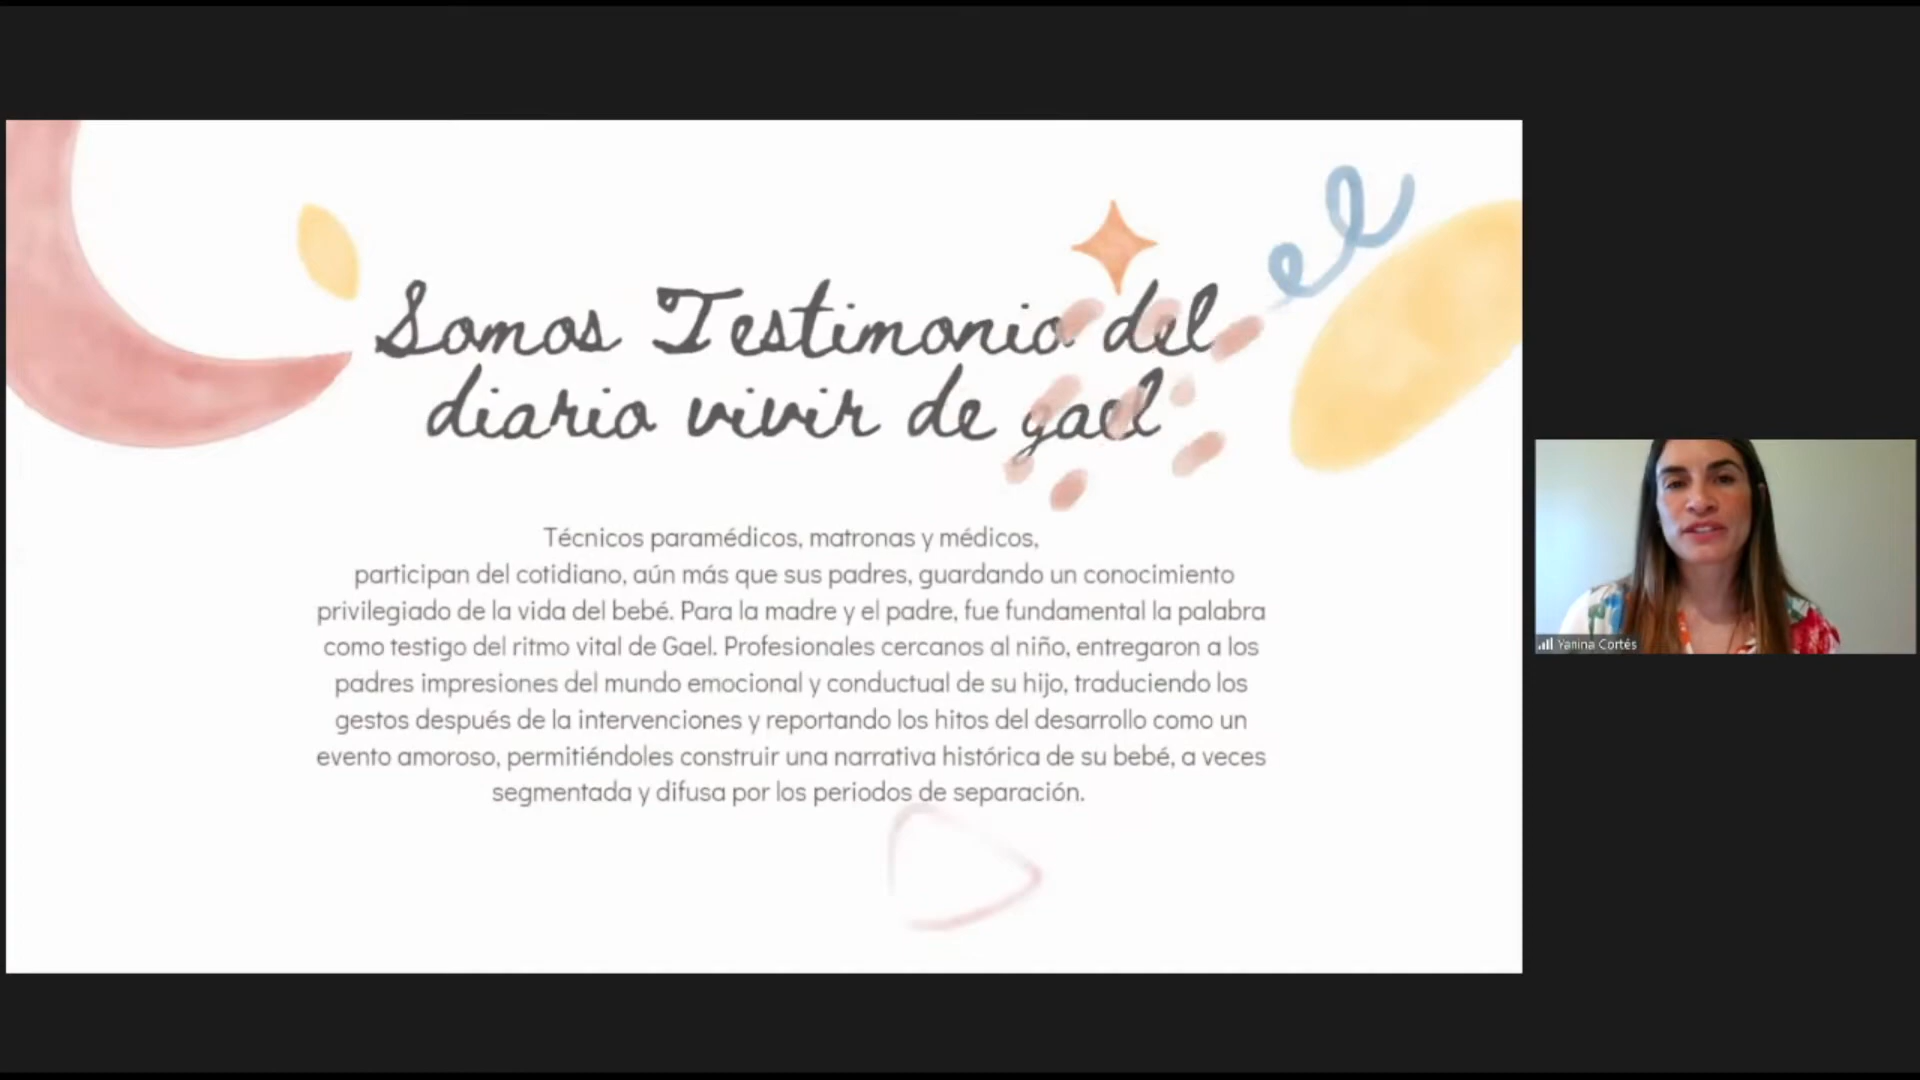 Somos Testimonio del
diario vivir de gael
Técnicos paramédicos, matronas y médicos,
participan del cotidiano, aún más que sus padres, guardando un conocimiento
privilegiado de la vida del bebé. Para la madre y el padre, fue fundamental la palabra
como testigo del ritmo vital de Gael. Profesionales cercanos al niño, entregaron a los
padres impresiones del mundo emocional y conductual de su hijo, traduciendo los
gestos después de la intervenciones y reportando los hitos del desarrollo como un
evento amoroso, permitiéndoles construir una narrativa histórica de su bebé, a veces
segmentada y difusa por los periodos de separación.
Yanina Cortés